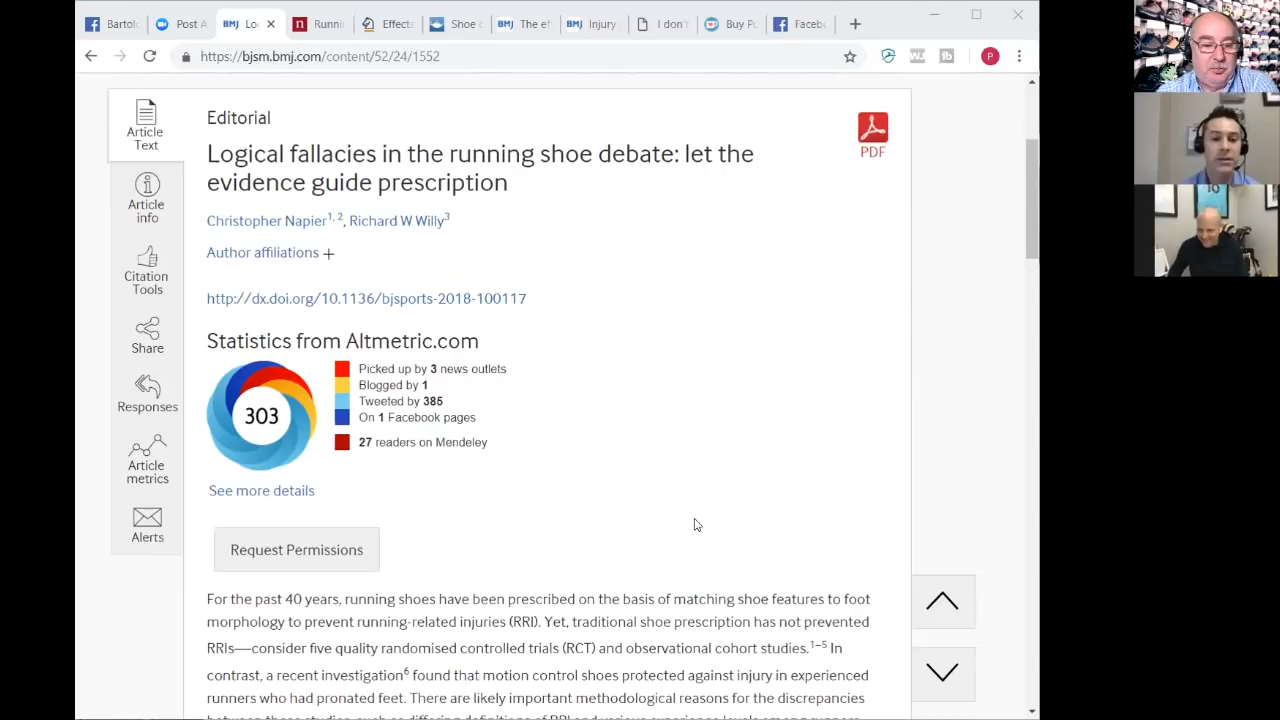 Bartol
Post A
BMJ Lo
n Runni
Effects
Shoe c
BMJ The ef
BMJ Injury
I don'
Buy Po
Faceb
https://bjsm.bmj.com/content/52/24/1552
P
Article
Text
Article
info
Citation
Tools
Share
Responses
Article
metrics
Alerts
Editorial
PDF
Logical fallacies in the running shoe debate: let the
evidence guide prescription
Christopher Napier1, 2, Richard W Willy3
Author affiliations +
http://dx.doi.org/10.1136/bjsports-2018-100117
Statistics from Altmetric.com
303
Picked up by 3 news outlets
Blogged by 1
Tweeted by 385
On 1 Facebook pages
27 readers on Mendeley
See more details
Request Permissions
For the past 40 years, running shoes have been prescribed on the basis of matching shoe features to foot
morphology to prevent running-related injuries (RRI). Yet, traditional shoe prescription has not prevented
RRIs—consider five quality randomised controlled trials (RCT) and observational cohort studies.1–5 In
contrast, a recent investigation6 found that motion control shoes protected against injury in experienced
runners who had pronated feet. There are likely important methodological reasons for the discrepancies